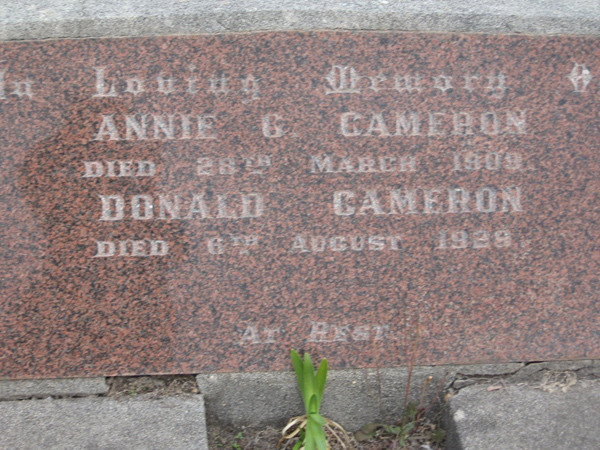 In Loving Memory
ANNIE G CAMERON
DIED 28TH MARCH 1909.
DONALD CAMERON
DIED 6TH AUGUST 1928.
AT REST.